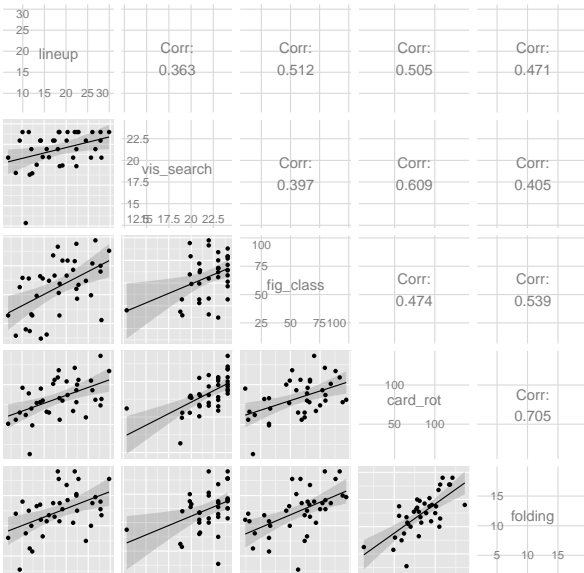 30
25
20
15
10
lineup
10 15 20 25 30
Corr:
0.363
Corr:
0.512
Corr:
0.505
Corr:
0.471
22.5
20
17.5
15
vis_search
12.5 15 17.5 20 22.5
Corr:
0.397
Corr:
0.609
Corr:
0.405
100
75
50
fig_class
25 50 75 100
Corr:
0.474
Corr:
0.539
100
card_rot
50 100
Corr:
0.705
15
10
folding
5 10 15